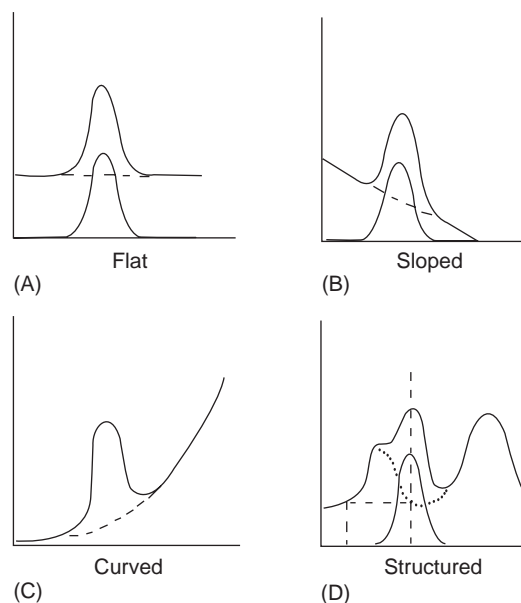 Flat
(A)
Sloped
(B)
Curved
(C)
Structured
(D)